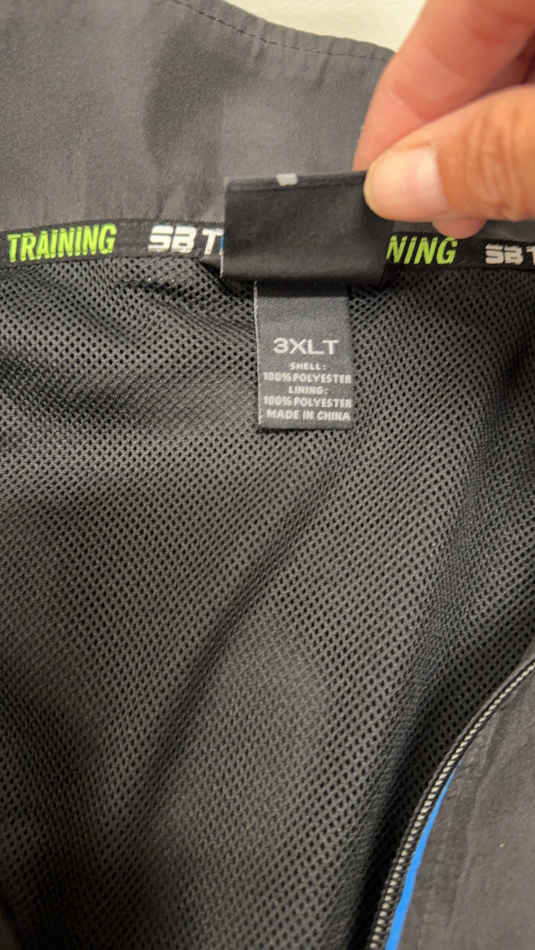 TRAINING SB T NING SB T
3XLT
SHELL:
100% POLYESTER
LINING:
100% POLYESTER
MADE IN CHINA